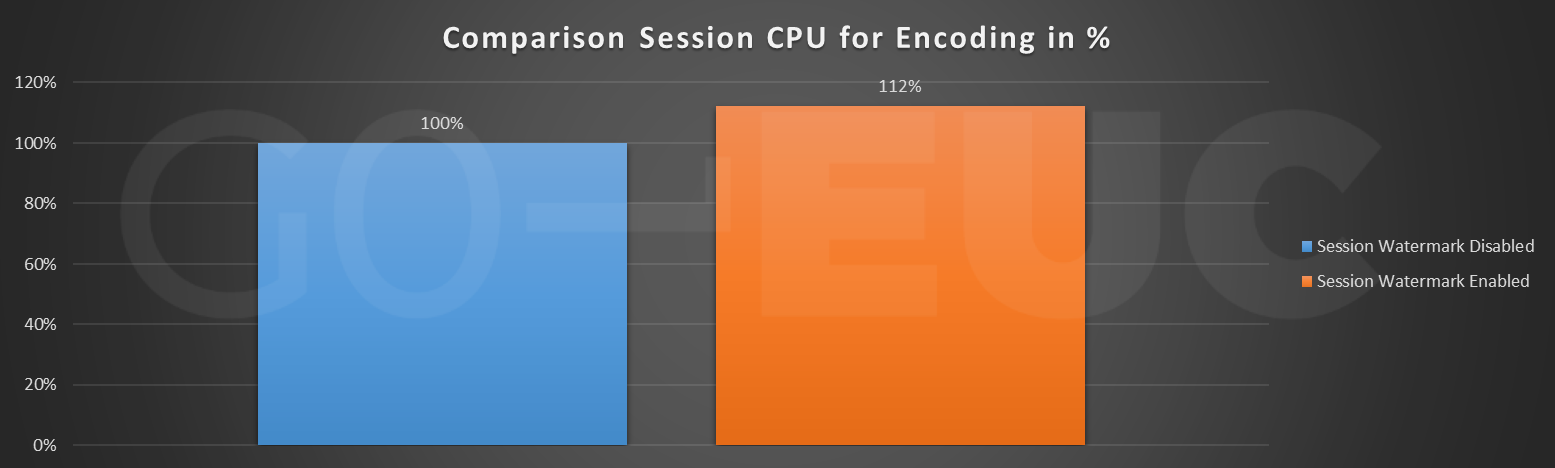 Comparison Session CPU for Encoding in %
120%
112%
100%
100%
80%
60%
40%
20%
0%
Session Watermark Disabled
Session Watermark Enabled
GO-EUC